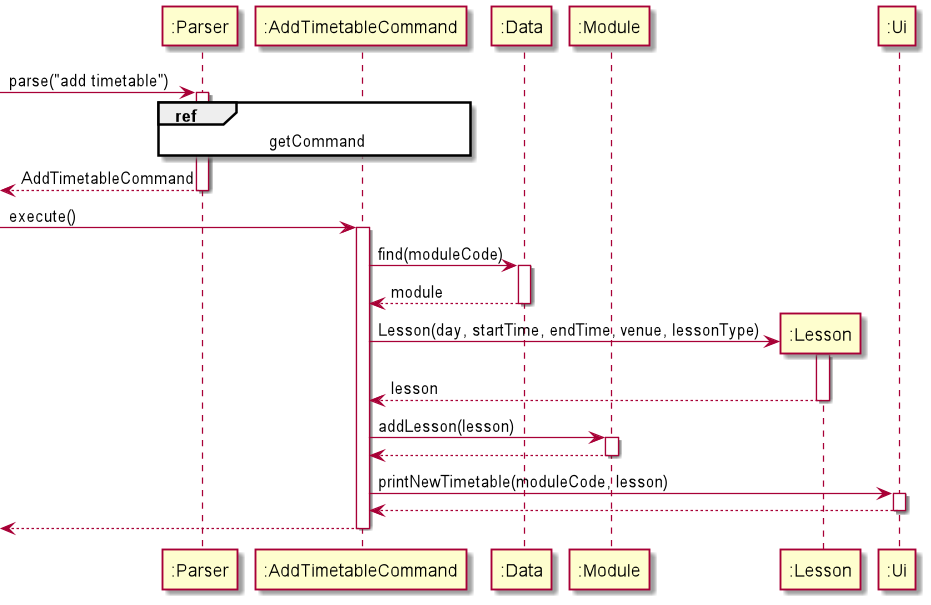 :Parser :AddTimetableCommand :Data :Module :Ui
parse("add timetable")
ref
getCommand
AddTimetableCommand
execute()
find(moduleCode)
module
Lesson(day, startTime, endTime, venue, lessonType)
:Lesson
lesson
addLesson(lesson)
printNewTimetable(moduleCode, lesson)
:Parser :AddTimetableCommand :Data :Module :Lesson :Ui